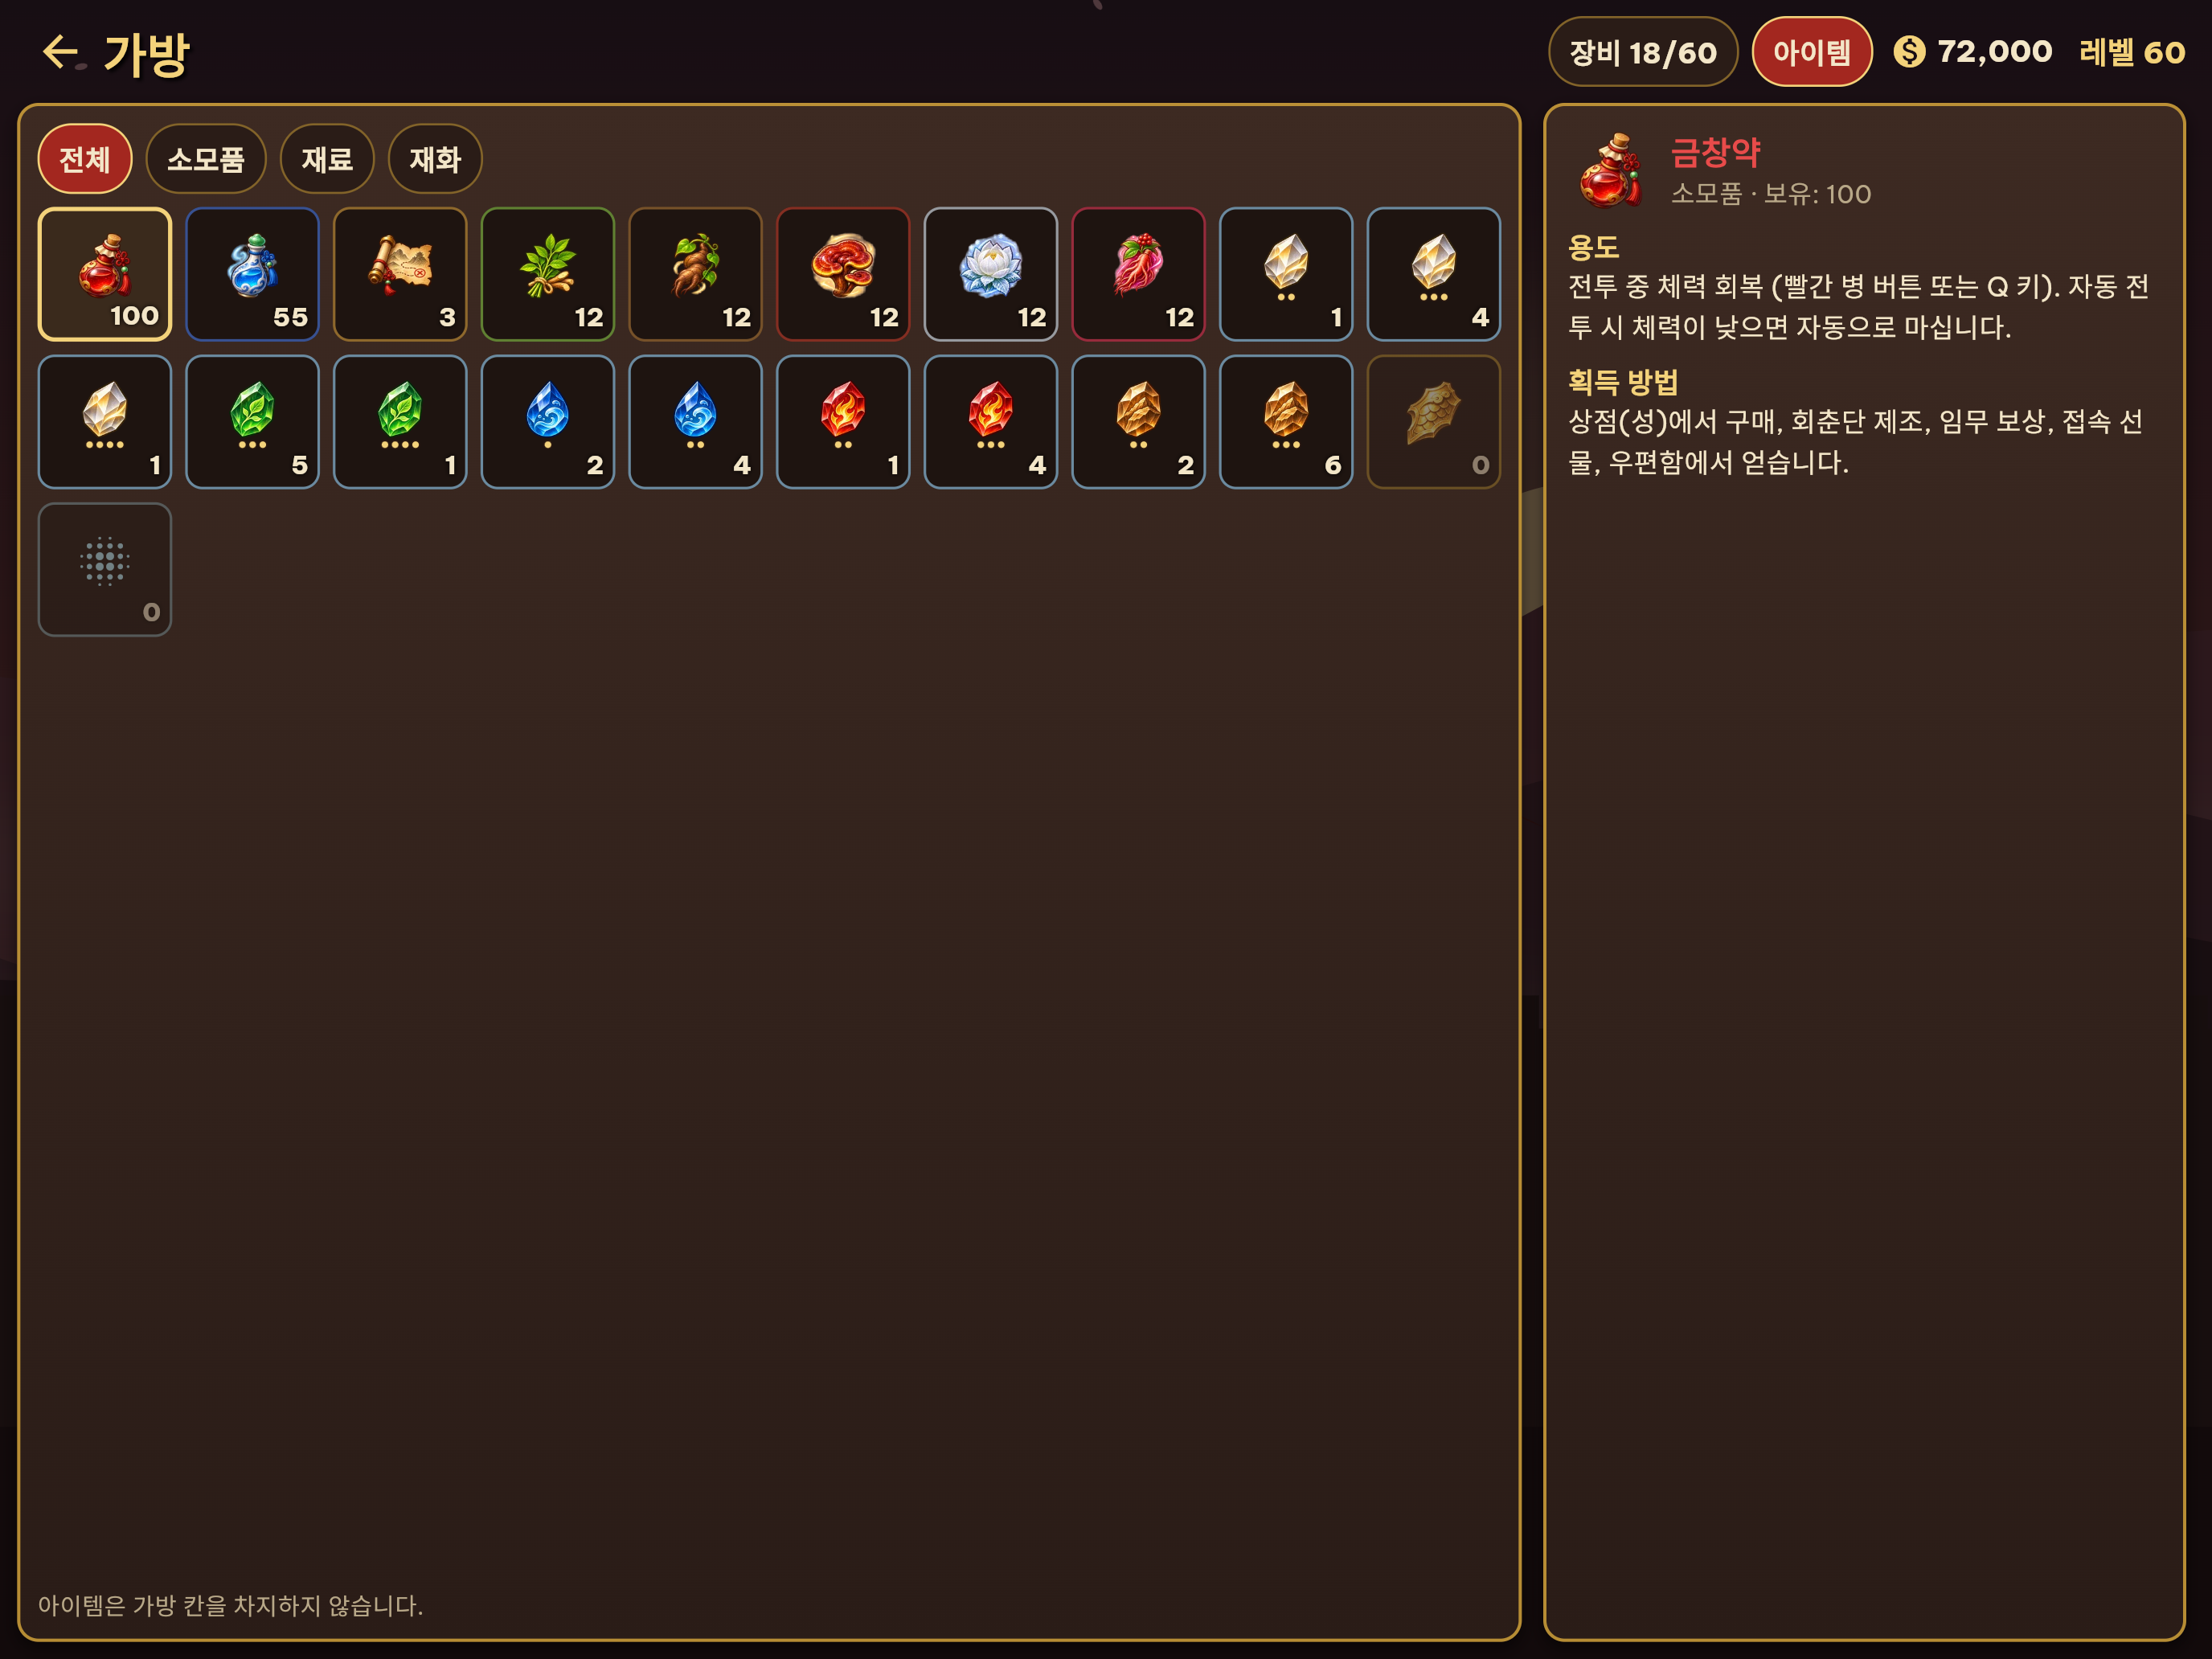 가방
장비 18/60
아이템
72,000
레벨 60
전체
소모품
재료
재화
100
55
3
12
12
12
12
12
1
4
1
5
1
2
4
1
4
2
6
0
0
아이템은 가방 칸을 차지하지 않습니다.
금창약
소모품 · 보유: 100
용도
전투 중 체력 회복 (빨간 병 버튼 또는 Q 키). 자동 전
투 시 체력이 낮으면 자동으로 마십니다.
획득 방법
상점(성)에서 구매, 회춘단 제조, 임무 보상, 접속 선
물, 우편함에서 얻습니다.